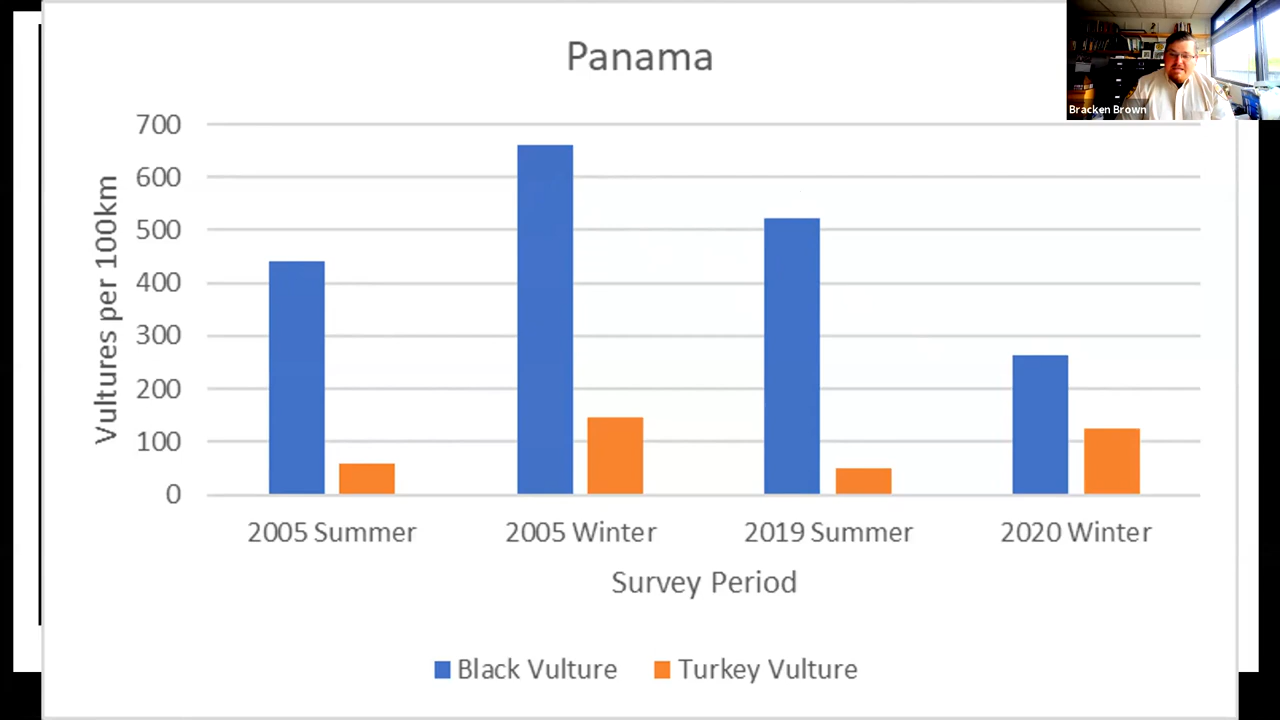 Panama
Bracken Brown
Vultures per 100km
700
600
500
400
300
200
100
0
2005 Summer 2005 Winter 2019 Summer 2020 Winter
Survey Period
Black Vulture Turkey Vulture